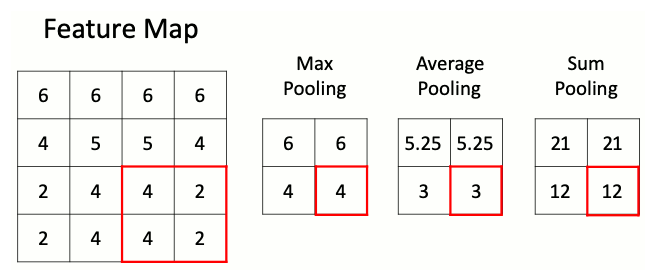 Feature Map
Max Pooling
Average Pooling
Sum Pooling
6 6 6 6
4 5 5 4
2 4 4 2
2 4 4 2
6 6
4 4
5.25 5.25
3 3
21 21
12 12